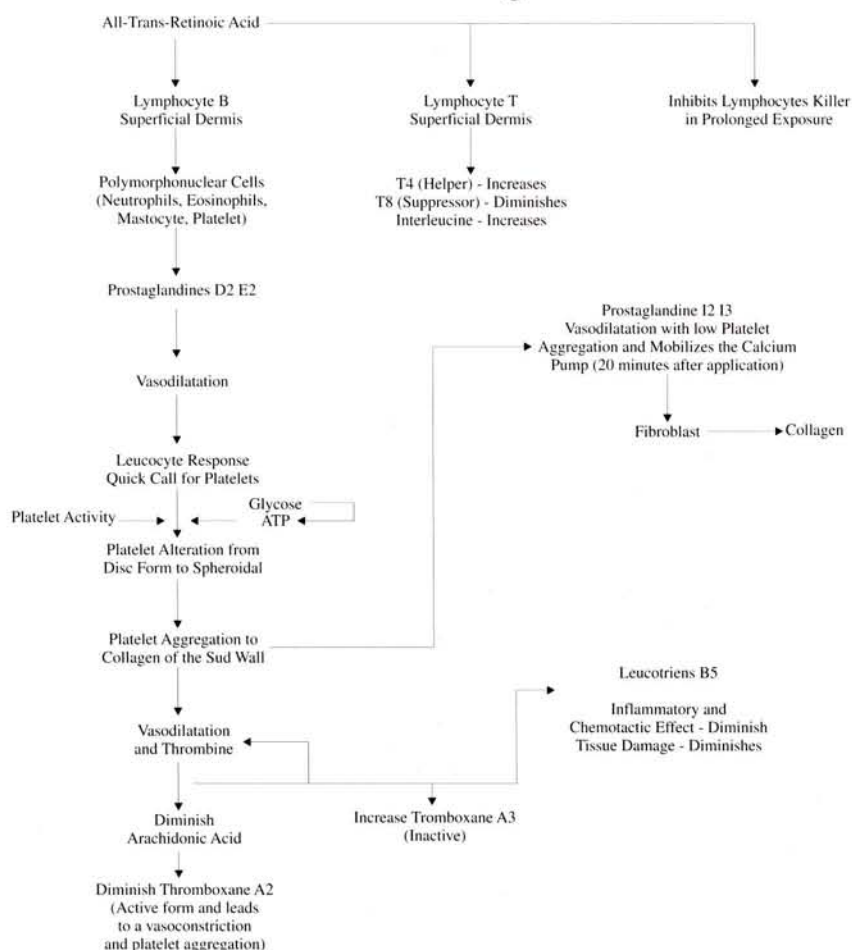 All-Trans-Retinoic Acid
Lymphocyte B
Superficial Dermis
Lymphocyte T
Superficial Dermis
Inhibits Lymphocytes Killer
in Prolonged Exposure
Polymorphonuclear Cells
(Neutrophils, Eosinophils,
Mastocyte, Platelet)
T4 (Helper) - Increases
T8 (Suppressor) - Diminishes
Interleucine - Increases
Prostaglandines D2 E2
Prostaglandine I2 I3
Vasodilatation with low Platelet
Aggregation and Mobilizes the Calcium
Pump (20 minutes after application)
Vasodilatation
Fibroblast
Collagen
Leucocyte Response
Quick Call for Platelets
Platelet Activity
Glycose
ATP
Platelet Alteration from
Disc Form to Spheroidal
Platelet Aggregation to
Collagen of the Sud Wall
Leucotriens B5
Inflammatory and
Chemotactic Effect - Diminish
Tissue Damage - Diminishes
Vasodilatation
and Thrombine
Diminish
Arachidonic Acid
Increase Tromboxane A3
(Inactive)
Diminish Thromboxane A2
(Active form and leads
to a vasoconstriction
and platelet aggregation)